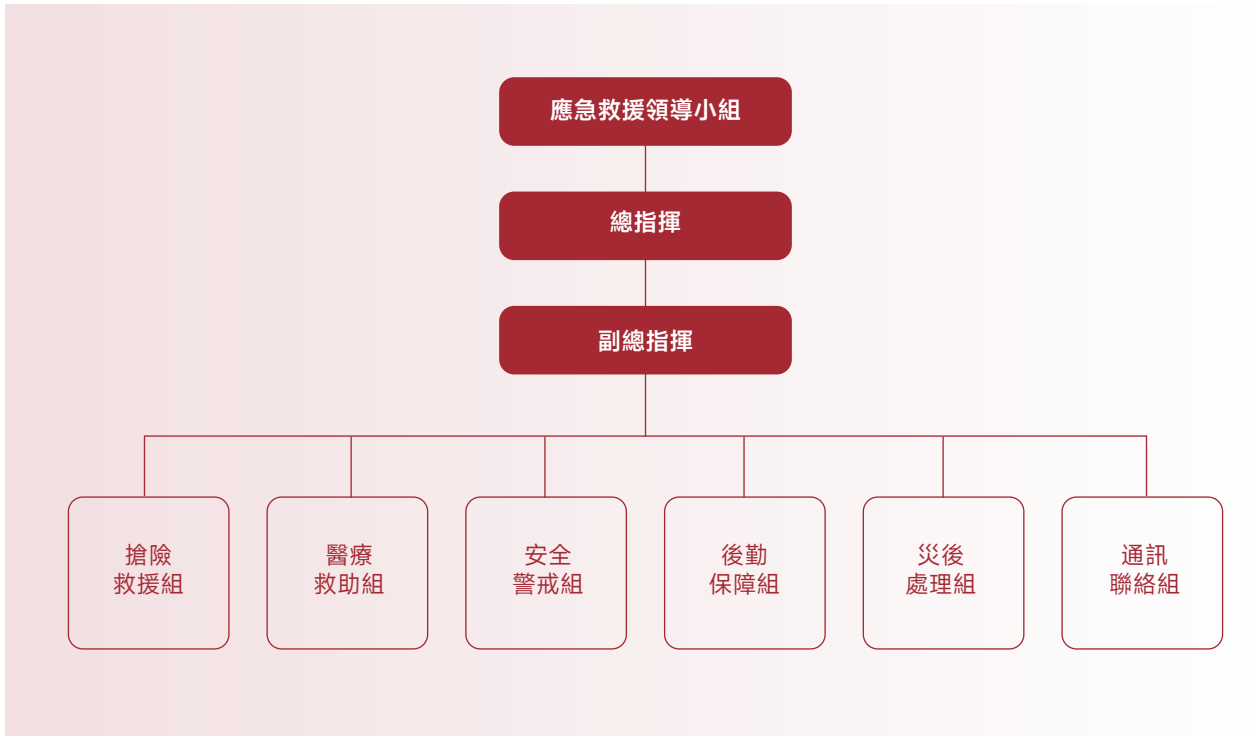 應急救援領導小組
總指揮
副總指揮
搶險
救援組
醫療
救助組
安全
警戒組
後勤
保障組
災後
處理組
通訊
聯絡組